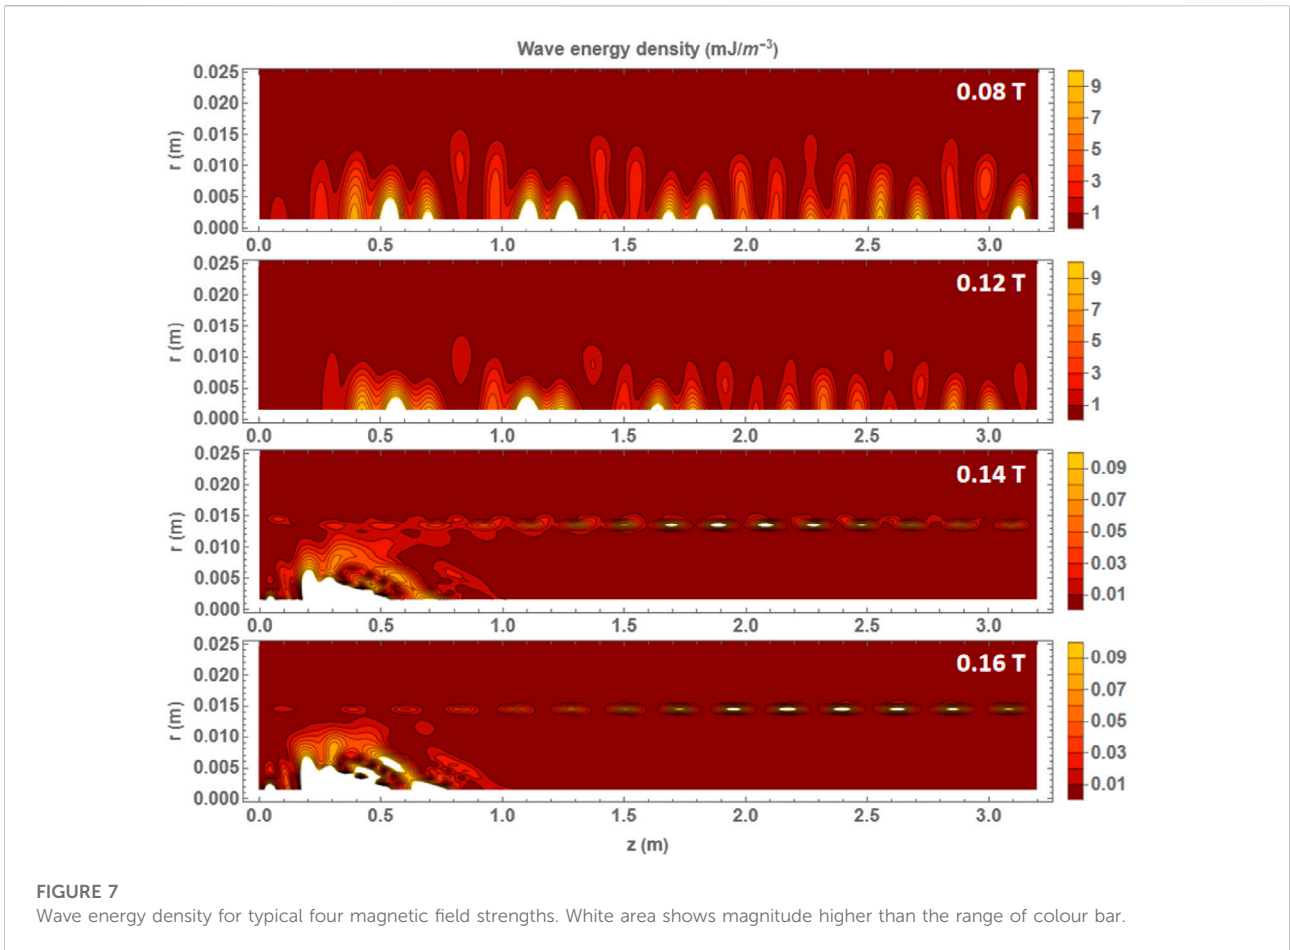 Wave energy density (mJ/m⁻³)
0.025
0.020
0.015
0.010
0.005
0.000
r (m)
0.08 T
9
7
5
3
1
0.0 0.5 1.0 1.5 2.0 2.5 3.0
0.025
0.020
0.015
0.010
0.005
0.000
r (m)
0.12 T
9
7
5
3
1
0.0 0.5 1.0 1.5 2.0 2.5 3.0
0.025
0.020
0.015
0.010
0.005
0.000
r (m)
0.14 T
0.09
0.07
0.05
0.03
0.01
0.0 0.5 1.0 1.5 2.0 2.5 3.0
0.025
0.020
0.015
0.010
0.005
0.000
r (m)
0.16 T
0.09
0.07
0.05
0.03
0.01
0.0 0.5 1.0 1.5 2.0 2.5 3.0
z (m)
FIGURE 7
Wave energy density for typical four magnetic field strengths. White area shows magnitude higher than the range of colour bar.